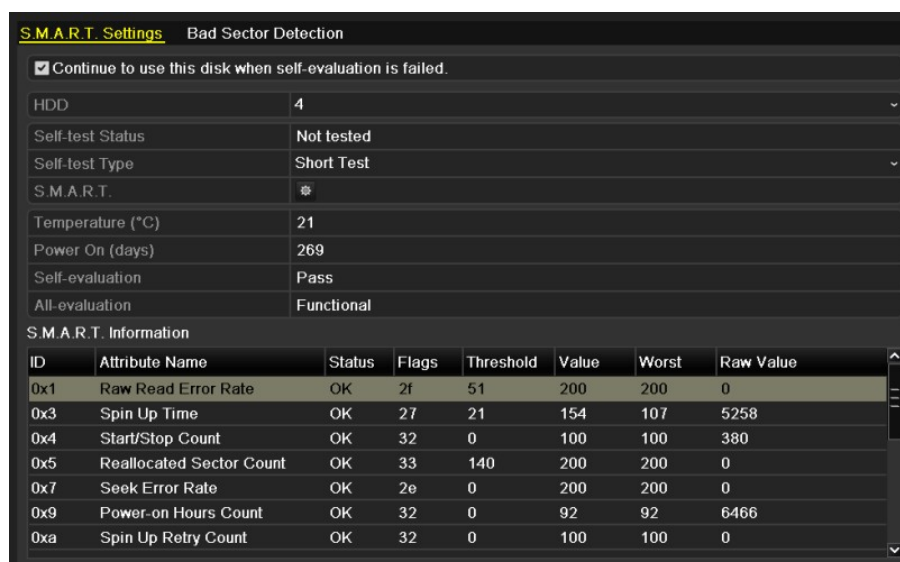 S.M.A.R.T. Settings Bad Sector Detection
Continue to use this disk when self-evaluation is failed.
HDD 4
Self-test Status Not tested
Self-test Type Short Test
S.M.A.R.T.
Temperature (°C) 21
Power On (days) 269
Self-evaluation Pass
All-evaluation Functional
S.M.A.R.T. Information
ID Attribute Name Status Flags Threshold Value Worst Raw Value
0x1 Raw Read Error Rate OK 2f 51 200 200 0
0x3 Spin Up Time OK 27 21 154 107 5258
0x4 Start/Stop Count OK 32 0 100 100 380
0x5 Reallocated Sector Count OK 33 140 200 200 0
0x7 Seek Error Rate OK 2e 0 200 200 0
0x9 Power-on Hours Count OK 32 0 92 92 6466
0xa Spin Up Retry Count OK 32 0 100 100 0